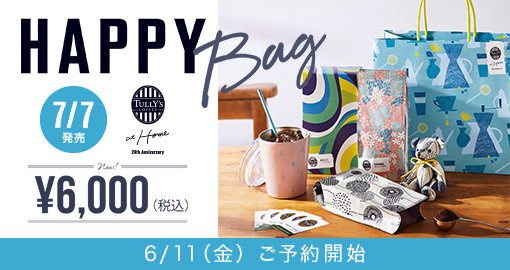 HAPPY Bag
7/7
発売
TULLY'S
COFFEE
at Home
20th Anniversary
New!
¥6,000(税込)
6/11(金) ご予約開始